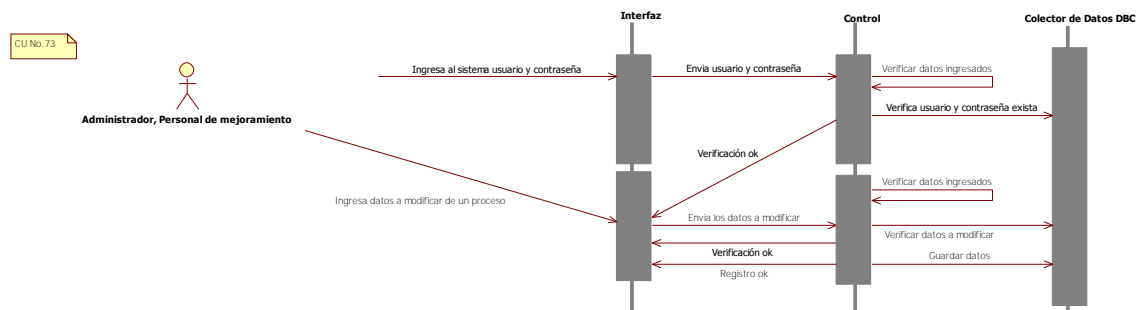 CU No.73
Interfaz
Control
Colector de Datos DBC
Administrador, Personal de mejoramiento
Ingresa al sistema usuario y contraseña
Envia usuario y contraseña
Verificar datos ingresados
Verifica usuario y contraseña exista
Verificación ok
Ingresa datos a modificar de un proceso
Verificar datos ingresados
Envia los datos a modificar
Verificar datos a modificar
Verificación ok
Guardar datos
Registro ok